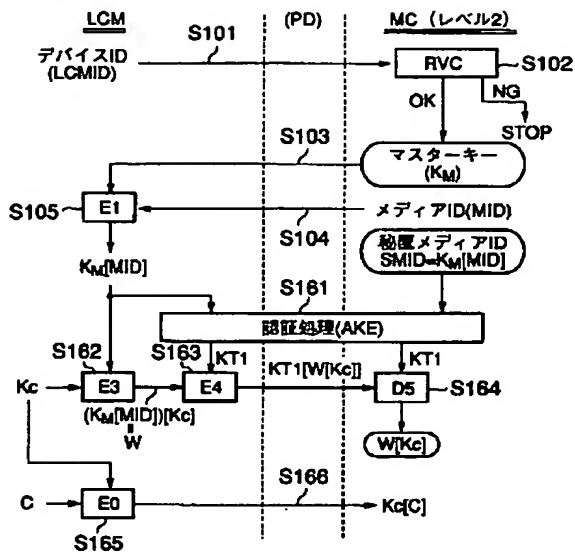 LCM (PD) MC（レベル2）
デバイスID S101
(LCMID)
RVC S102
OK NG
STOP
S103
マスターキー
(KM)
S105 E1 メディアID(MID)
S104
KM[MID]
秘匿メディアID
SMID=KM[MID]
S161
認証処理(AKE)
S162 S163 KT1 KT1
Kc E3 E4 KT1[W[Kc]] D5 S164
(KM[MID])[Kc]
=
W
W[Kc]
S166
C E0 Kc[C]
S165